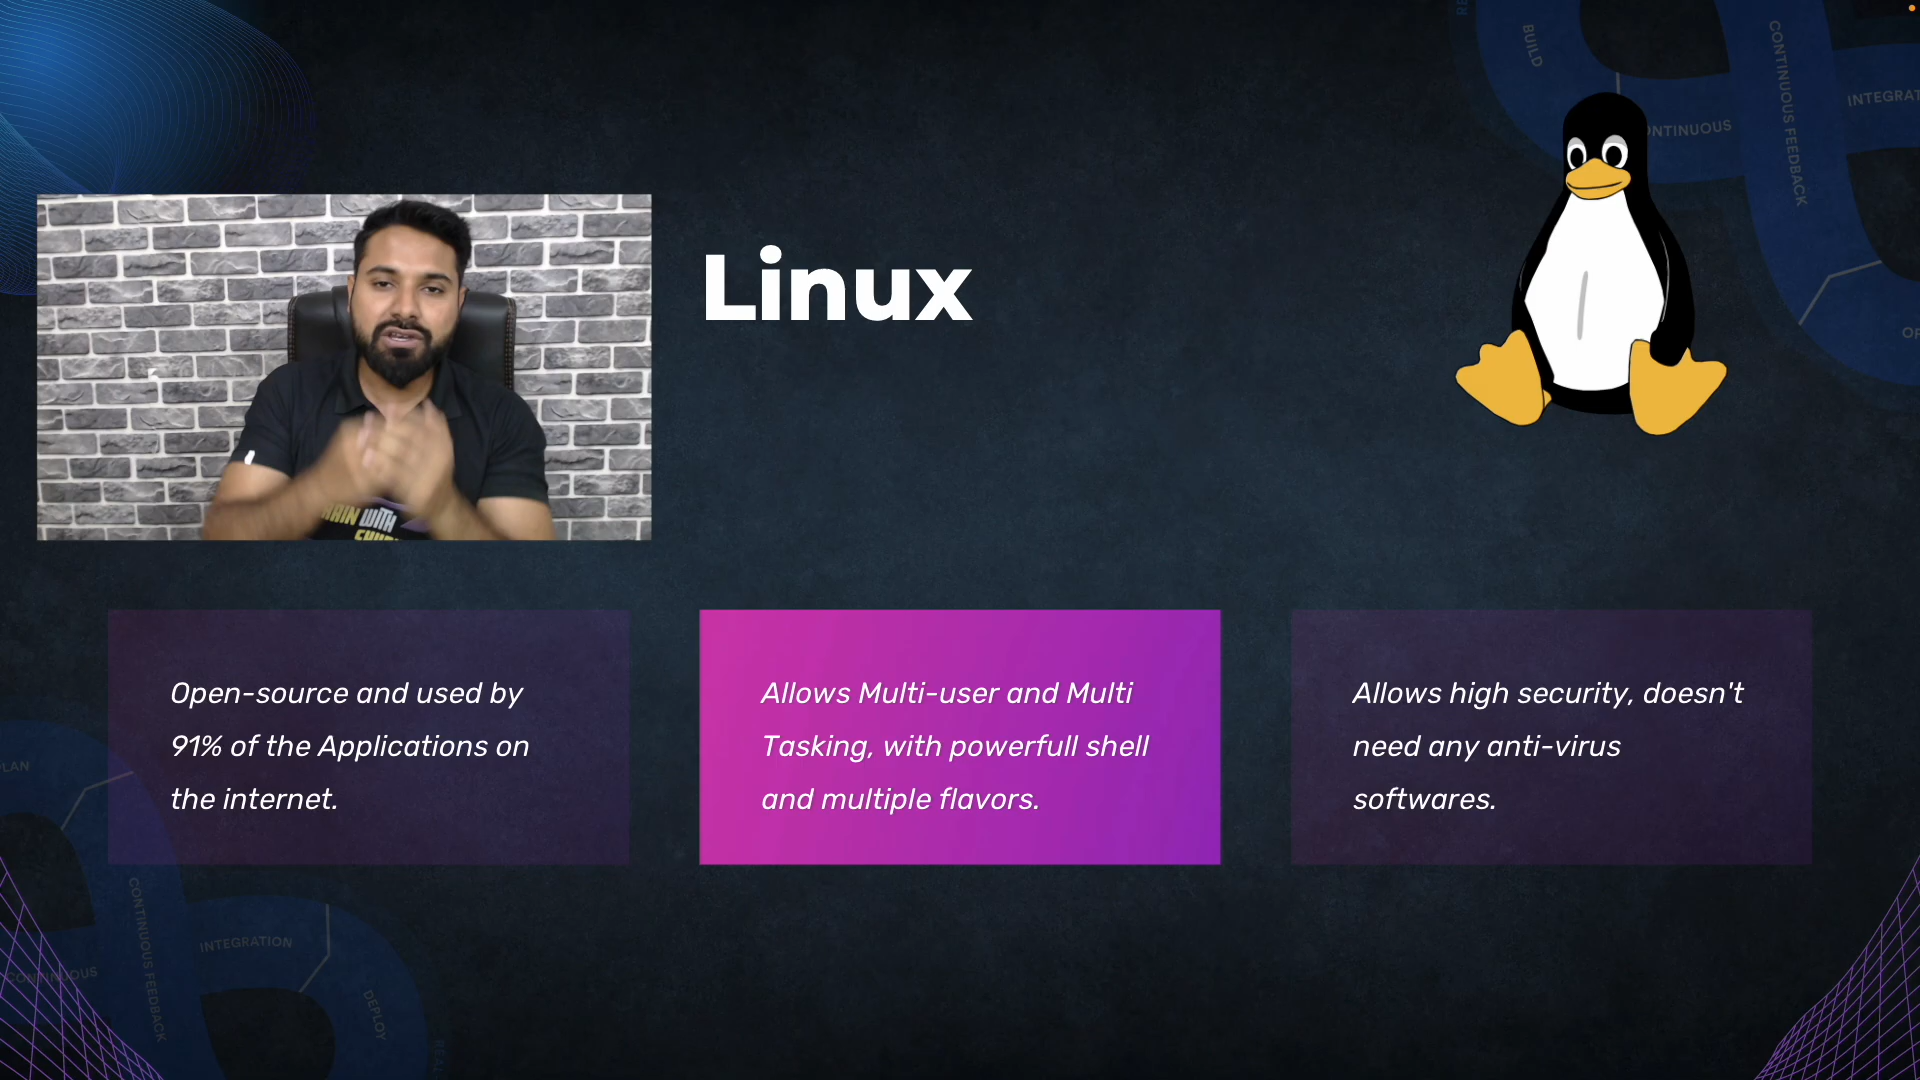 BUILD
CONTINUOUS FEEDBACK
Linux
Open-source and used by
91% of the Applications on
the internet.
Allows Multi-user and Multi
Tasking, with powerfull shell
and multiple flavors.
Allows high security, doesn't
need any anti-virus
softwares.
WITH
CONTINUOUS FEEDBACK
INTEGRATION
CONTINUOUS
DEPLOY